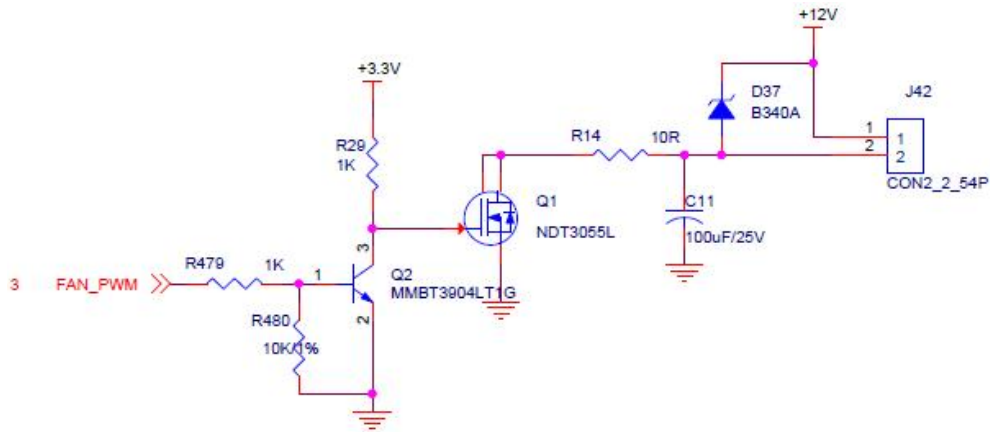 +12V
+3.3V
D37
B340A
J42
R29
1K
R14 10R
1 1
2 2
CON2_2_54P
Q1
NDT3055L
C11
100uF/25V
3 FAN_PWM
R479 1K
1
3
Q2
MMBT3904LT1G
2
R480
10K/1%